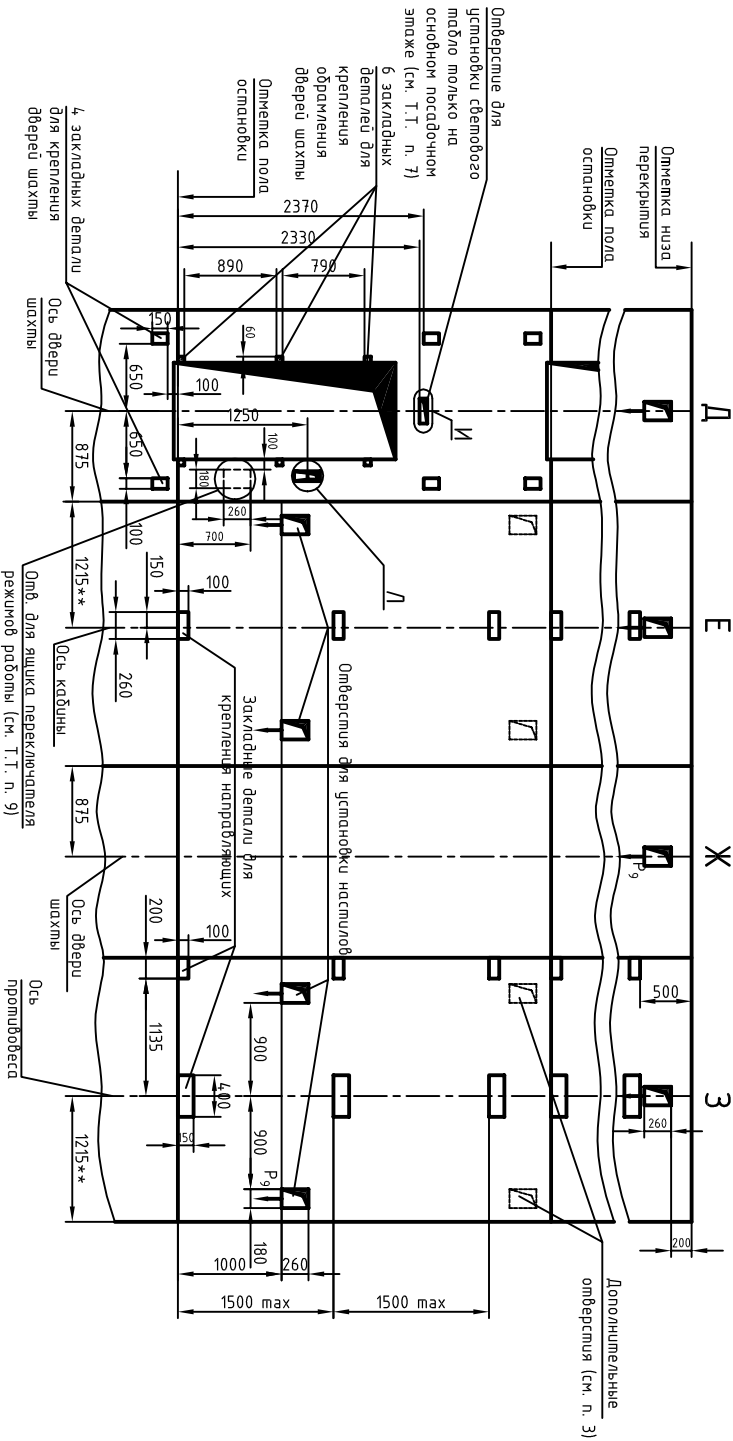 Отверстие для
установки светового
табло только на
основном посадочном
этаже (см. Т.Т. п. 7)
6 закладных
деталей для
крепления
обрамления
дверей шахты
Отметка пола
остановки
4 закладных детали
для крепления
дверей шахты
Отметка низа
перекрытия
Отметка пола
остановки
Д
Е
Ж
З
2370
2330
890
790
60
150
650
100
1250
И
Л
100
180
260
700
650
100
875
1215**
150
100
260
875
200
100
1135
400
150
900
900
500
260
200
1215**
P9
P9
180
1000
260
1500 max
1500 max
Ось двери
шахты
Отв. для ящика переключателя
режимов работы (см. Т.Т. п. 9)
Ось кабины
Закладные детали для
крепления направляющих
Отверстия для установки настилов
Ось двери
шахты
Ось
противовеса
Дополнительные
отверстия (см. п. 3)